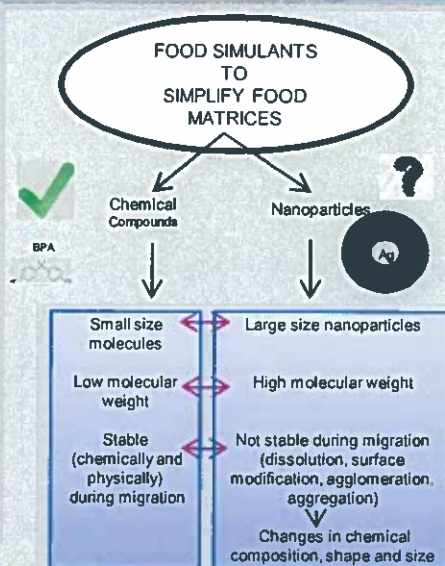 FOOD SIMULANTS
TO
SIMPLIFY FOOD
MATRICES
Chemical
Compounds
Nanoparticles
?
BPA
Ag
Small size
molecules
Large size nanoparticles
Low molecular
weight
High molecular weight
Stable
(chemically and
physically)
during migration
Not stable during migration
(dissolution, surface
modification, agglomeration,
aggregation)
Changes in chemical
composition, shape and size